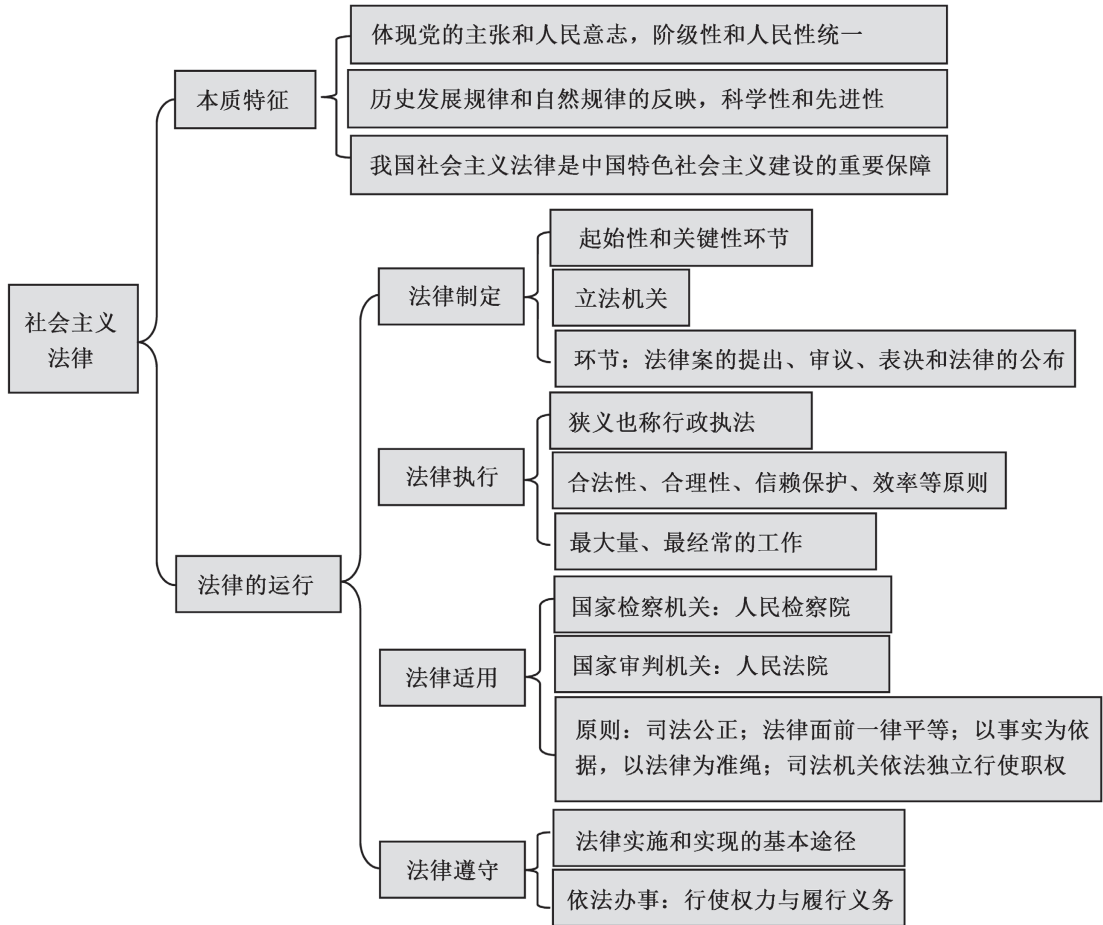 社会主义
法律
本质特征
体现党的主张和人民意志，阶级性和人民性统一
历史发展规律和自然规律的反映，科学性和先进性
我国社会主义法律是中国特色社会主义建设的重要保障
法律的运行
法律制定
起始性和关键性环节
立法机关
环节：法律案的提出、审议、表决和法律的公布
法律执行
狭义也称行政执法
合法性、合理性、信赖保护、效率等原则
最大量、最经常的工作
法律适用
国家检察机关：人民检察院
国家审判机关：人民法院
原则：司法公正；法律面前一律平等；以事实为依
据，以法律为准绳；司法机关依法独立行使职权
法律遵守
法律实施和实现的基本途径
依法办事：行使权力与履行义务